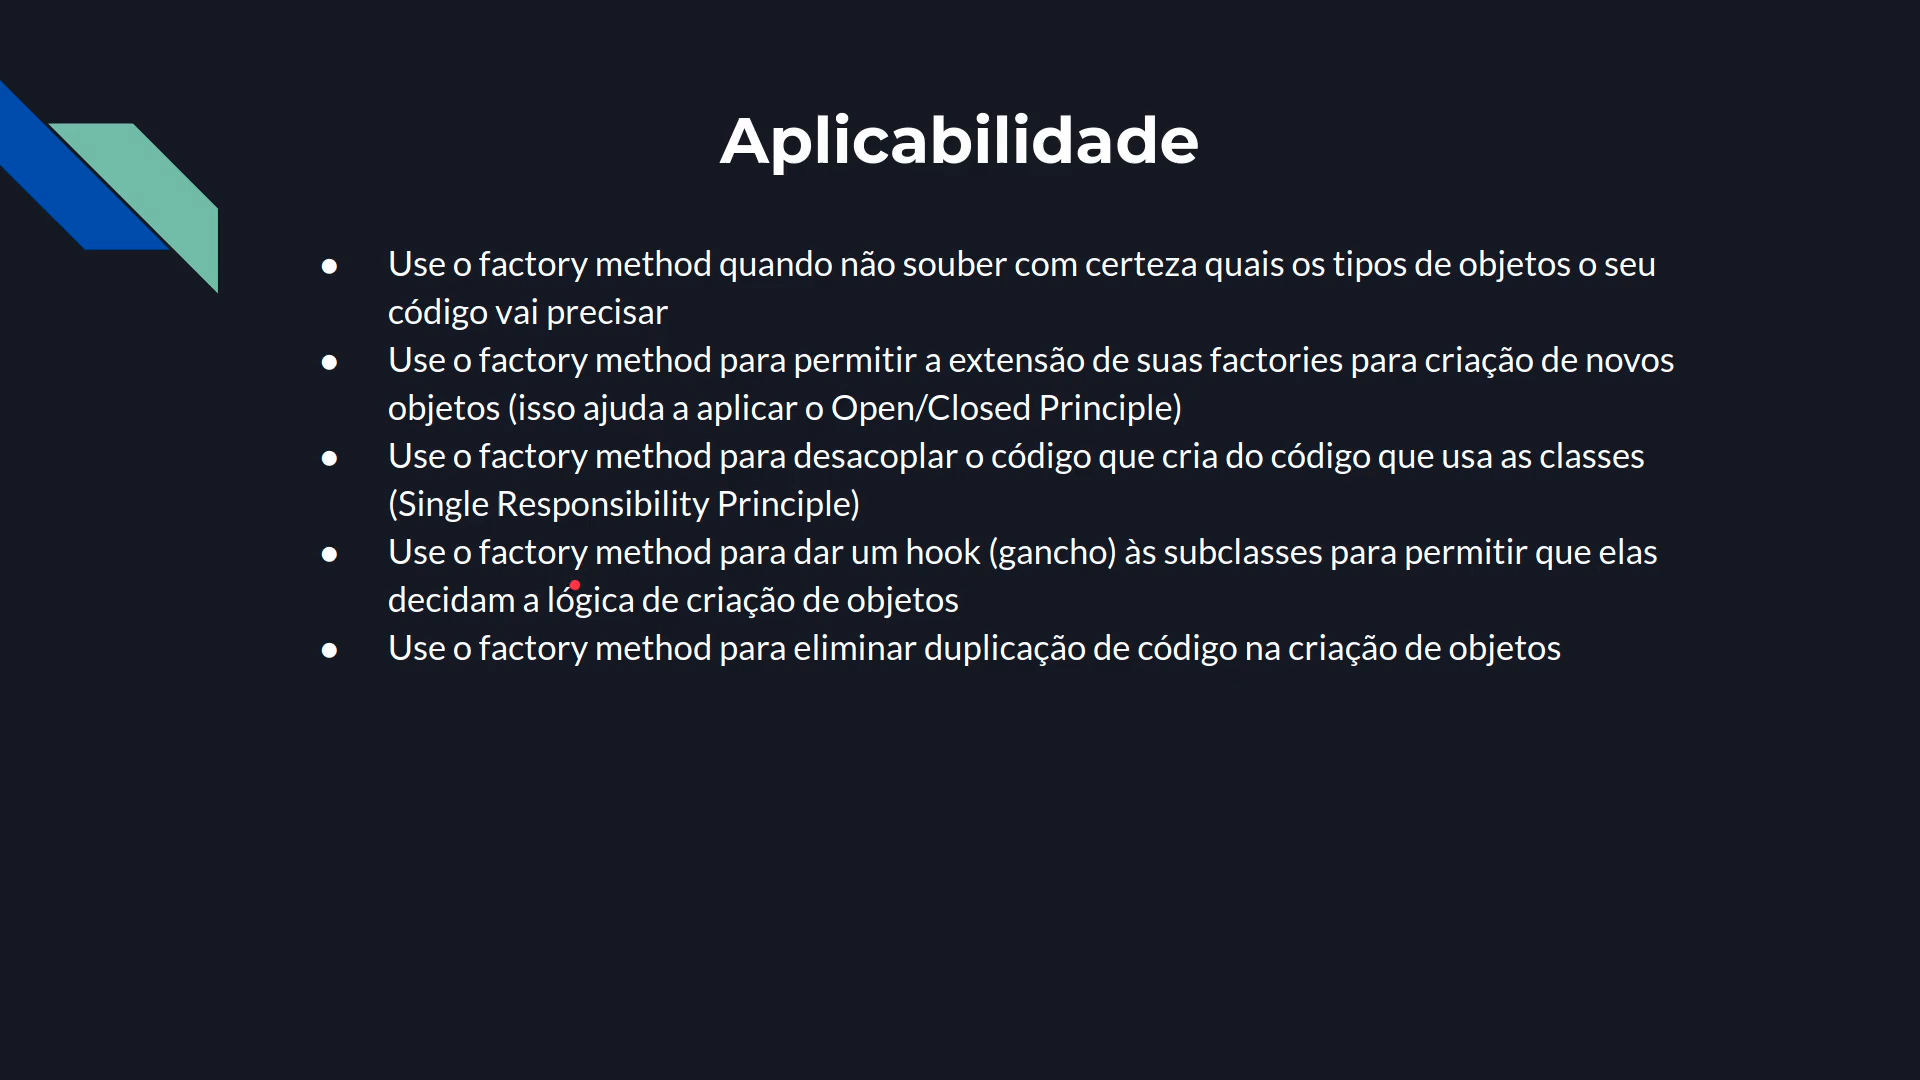 Aplicabilidade
● Use o factory method quando não souber com certeza quais os tipos de objetos o seu
código vai precisar
● Use o factory method para permitir a extensão de suas factories para criação de novos
objetos (isso ajuda a aplicar o Open/Closed Principle)
● Use o factory method para desacoplar o código que cria do código que usa as classes
(Single Responsibility Principle)
● Use o factory method para dar um hook (gancho) às subclasses para permitir que elas
decidam a lógica de criação de objetos
● Use o factory method para eliminar duplicação de código na criação de objetos